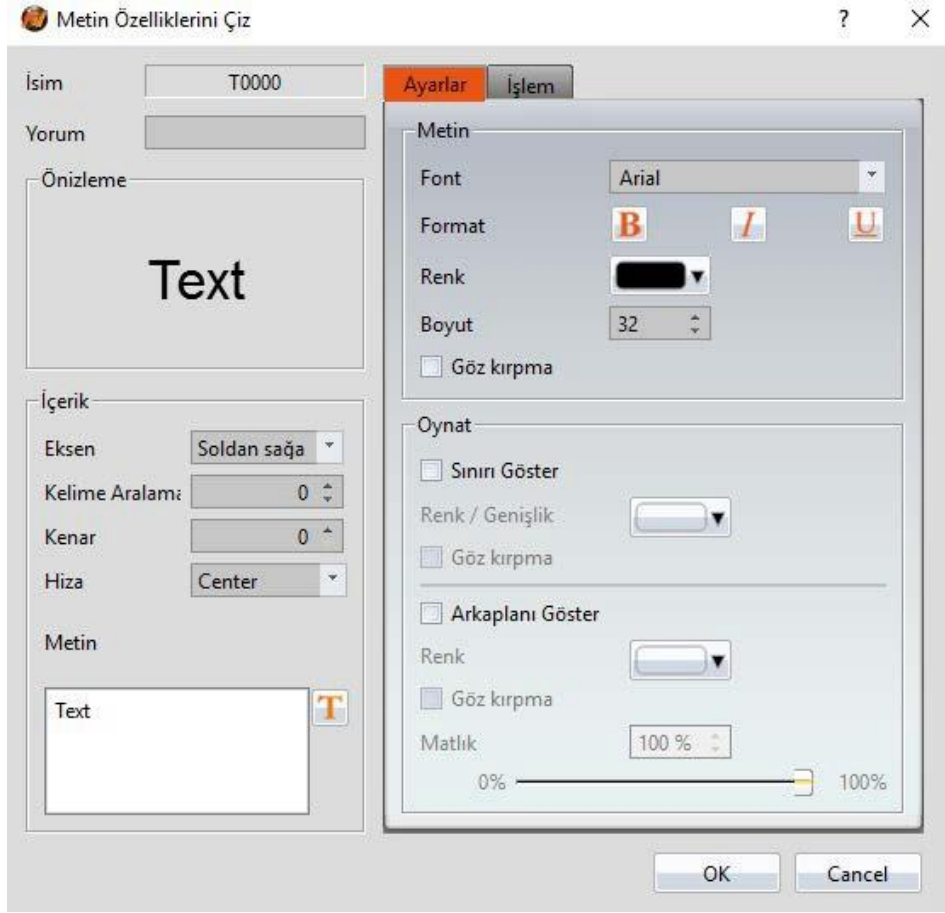 Metin Özelliklerini Çiz ? ×
İsim T0000
Yorum
Önizleme
Text
İçerik
Eksen Soldan sağa
Kelime Aralama 0
Kenar 0
Hiza Center
Metin
Text
T
Ayarlar İşlem
Metin
Font Arial
Format B I U
Renk
Boyut 32
Göz kırpma
Oynat
Sınırı Göster
Renk / Genişlik
Göz kırpma
Arkaplanı Göster
Renk
Göz kırpma
Matlık 100 %
0% 100%
OK Cancel